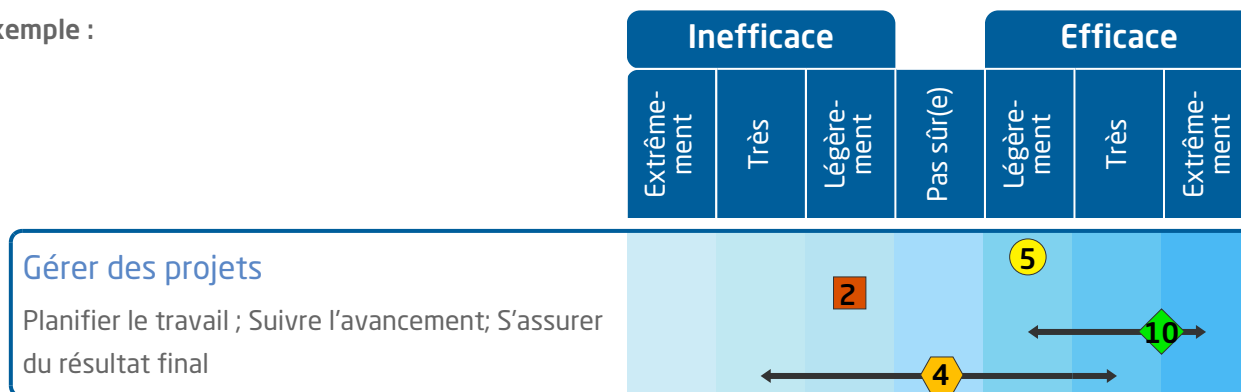 xemple :
Inefficace
Efficace
Extrême-
ment
Très
Légère-
ment
Pas sûr(e)
Légère-
ment
Très
Extrême-
ment
Gérer des projets
5
2
Planifier le travail ; Suivre l'avancement; S'assurer
du résultat final
10
4